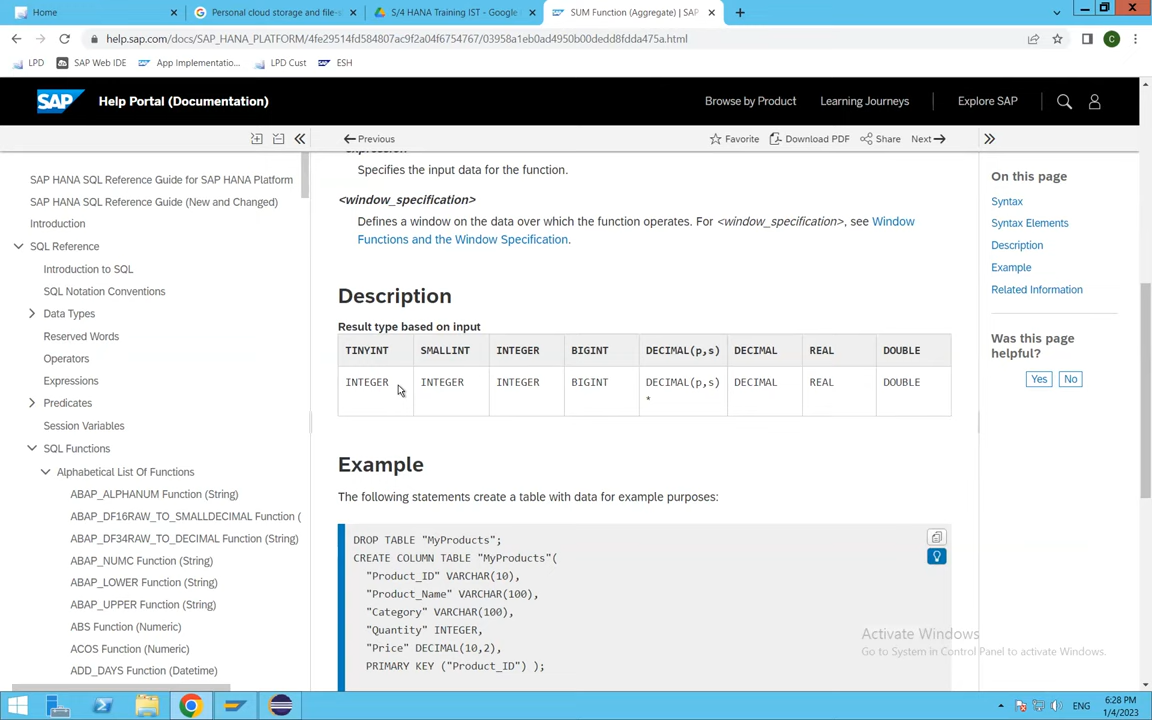 Home
Personal cloud storage and file-s
S/4 HANA Training IST - Google
SUM Function (Aggregate) | SAP
help.sap.com/docs/SAP_HANA_PLATFORM/4fe29514fd584807ac9f2a04f6754767/03958a1eb0ad4950b00dedd8fdda475a.html
C
LPD
SAP Web IDE
App Implementatio...
LPD Cust
ESH
SAP
Help Portal (Documentation)
Browse by Product
Learning Journeys
Explore SAP
Previous
Favorite
Download PDF
Share
Next
SAP HANA SQL Reference Guide for SAP HANA Platform
SAP HANA SQL Reference Guide (New and Changed)
Introduction
SQL Reference
Introduction to SQL
SQL Notation Conventions
Data Types
Reserved Words
Operators
Expressions
Predicates
Session Variables
SQL Functions
Alphabetical List Of Functions
ABAP_ALPHANUM Function (String)
ABAP_DF16RAW_TO_SMALLDECIMAL Function (
ABAP_DF34RAW_TO_DECIMAL Function (String)
ABAP_NUMC Function (String)
ABAP_LOWER Function (String)
ABAP_UPPER Function (String)
ABS Function (Numeric)
ACOS Function (Numeric)
ADD_DAYS Function (Datetime)
Specifies the input data for the function.
<window_specification>
Defines a window on the data over which the function operates. For <window_specification>, see Window
Functions and the Window Specification.
Description
Result type based on input
TINYINT SMALLINT INTEGER BIGINT DECIMAL(p,s) DECIMAL REAL DOUBLE
INTEGER INTEGER INTEGER BIGINT DECIMAL(p,s) DECIMAL REAL DOUBLE
*
Example
The following statements create a table with data for example purposes:
DROP TABLE "MyProducts";
CREATE COLUMN TABLE "MyProducts"(
"Product_ID" VARCHAR(10),
"Product_Name" VARCHAR(100),
"Category" VARCHAR(100),
"Quantity" INTEGER,
"Price" DECIMAL(10,2),
PRIMARY KEY ("Product_ID") );
On this page
Syntax
Syntax Elements
Description
Example
Related Information
Was this page
helpful?
Yes
No
Activate Windows
Go to System in Control Panel to activate Windows.
ENG
6:28 PM
1/4/2023